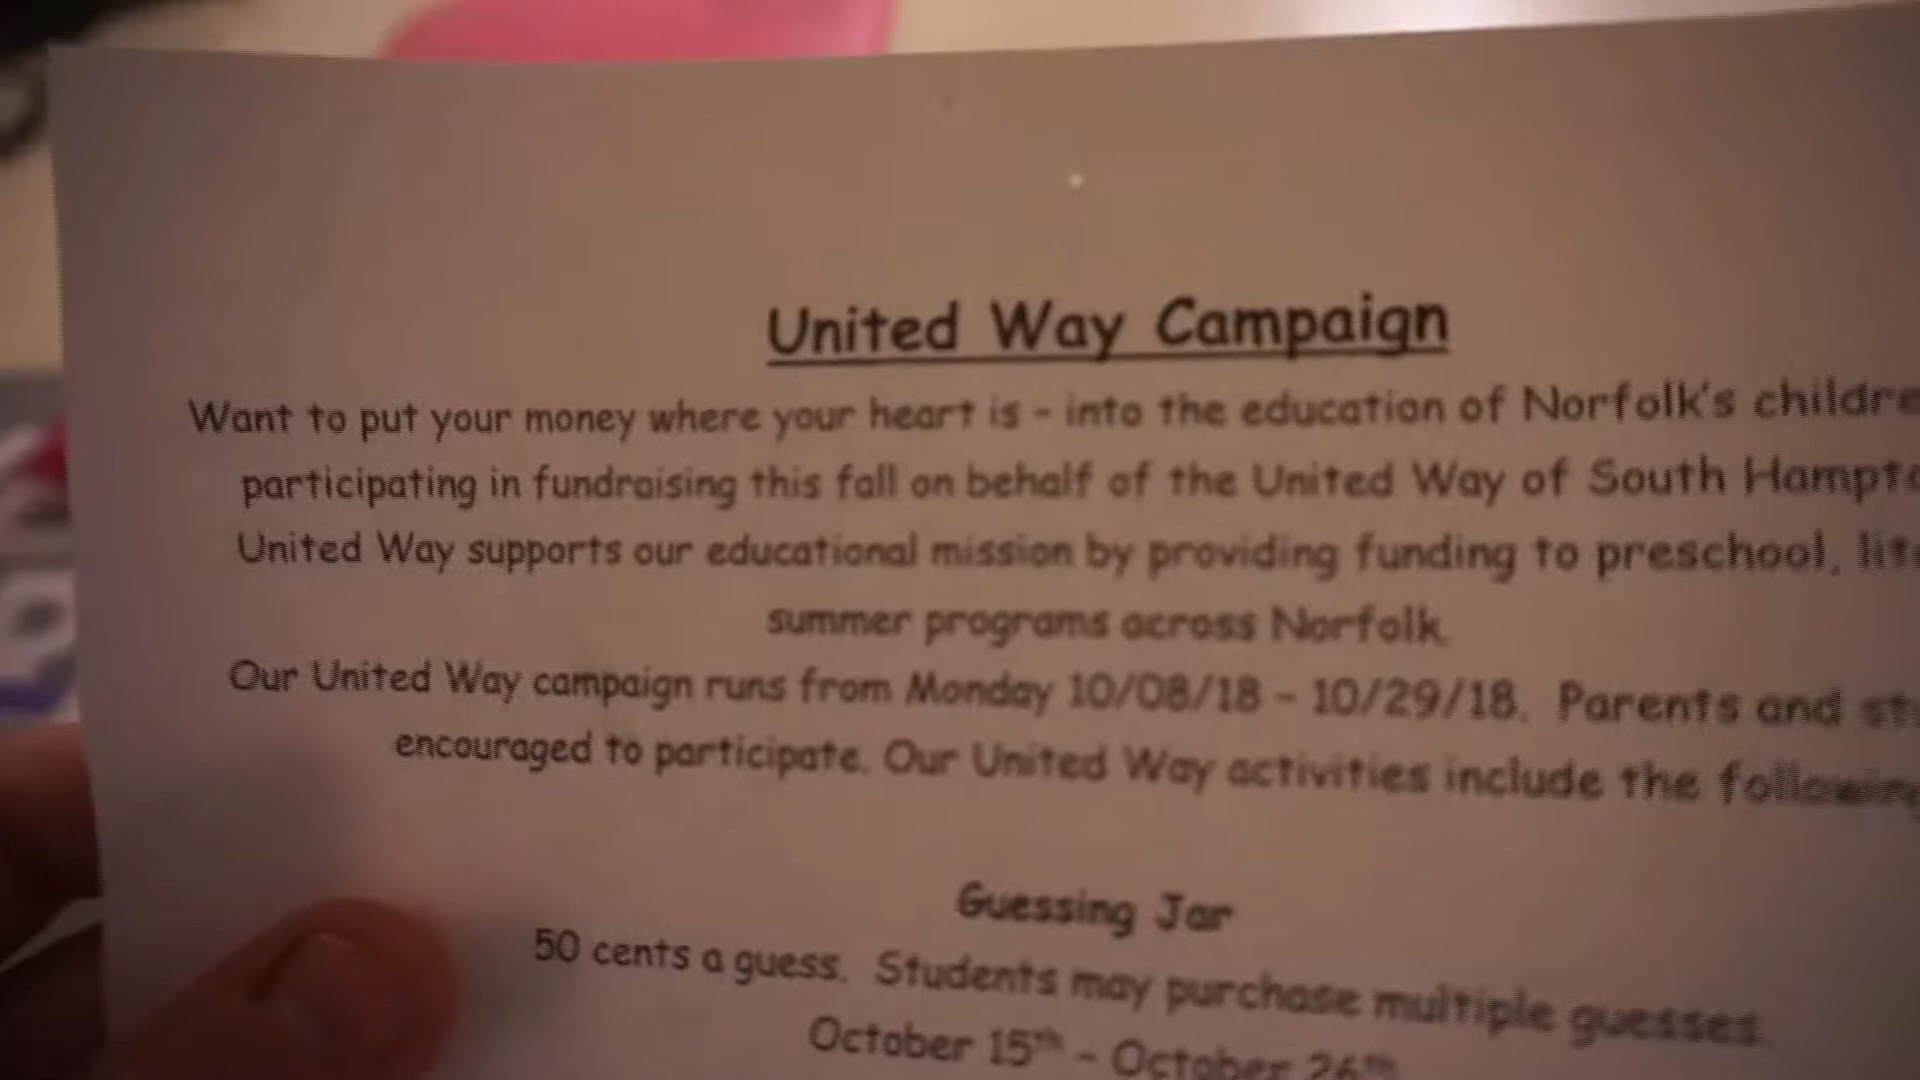 United Way Campaign
Want to put your money where your heart is - into the education of Norfolk's
participating in fundraising this fall on behalf of the United Way of South
United Way supports our educational mission by providing funding to preschool,
summer programs across Norfolk.
Our United Way campaign runs from Monday 10/08/18 - 10/29/18. Parents and
encouraged to participate. Our United Way activities include the following
Guessing Jar
50 cents a guess. Students may purchase multiple guesses.
October 15th - October 26th